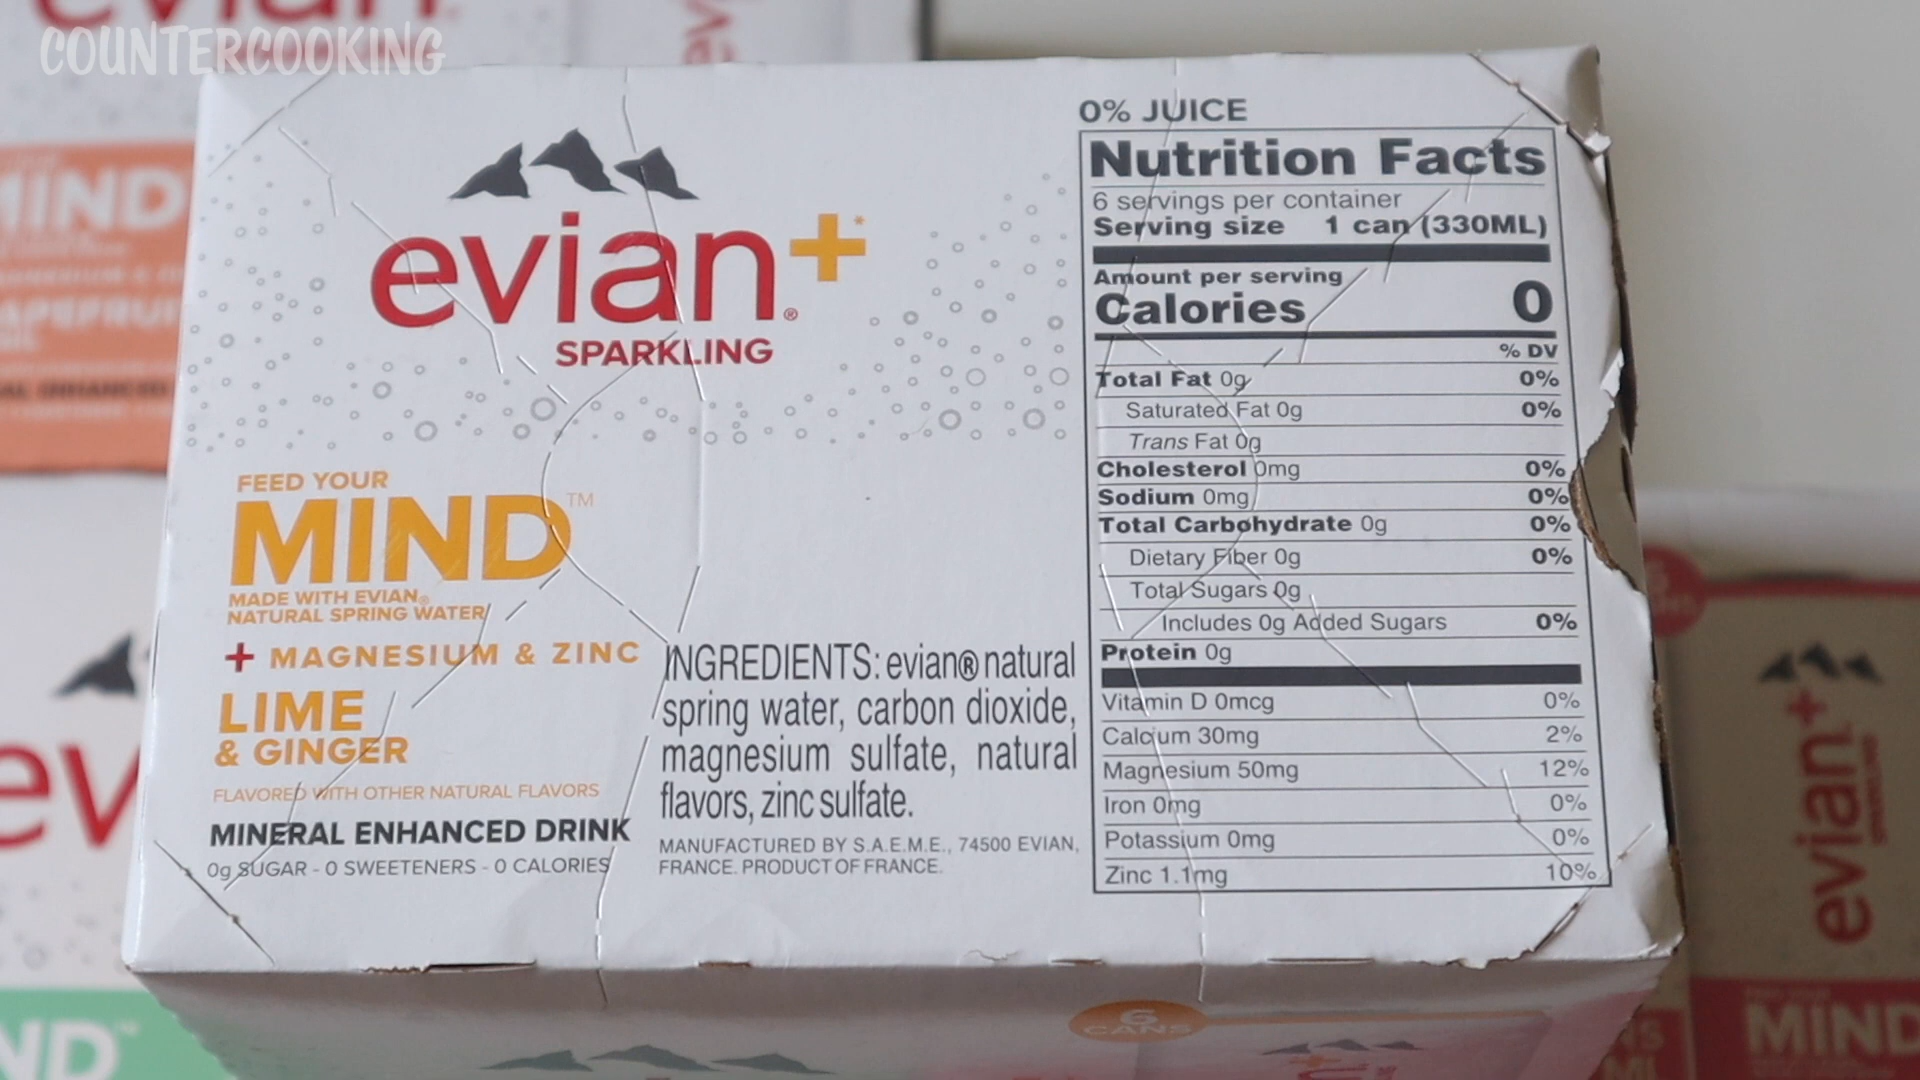 COUNTERCOOKING
evian+*®
SPARKLING
FEED YOUR
MIND™
MADE WITH EVIAN®
NATURAL SPRING WATER
+ MAGNESIUM & ZINC
LIME
& GINGER
FLAVORED WITH OTHER NATURAL FLAVORS
MINERAL ENHANCED DRINK
0g SUGAR - 0 SWEETENERS - 0 CALORIES
INGREDIENTS: evian® natural
spring water, carbon dioxide,
magnesium sulfate, natural
flavors, zinc sulfate.
MANUFACTURED BY S.A.E.M.E., 74500 EVIAN,
FRANCE. PRODUCT OF FRANCE.
0% JUICE
Nutrition Facts
6 servings per container
Serving size 1 can (330ML)
Amount per serving
Calories 0
% DV
Total Fat 0g 0%
Saturated Fat 0g 0%
Trans Fat 0g
Cholesterol 0mg 0%
Sodium 0mg 0%
Total Carbohydrate 0g 0%
Dietary Fiber 0g 0%
Total Sugars 0g
Includes 0g Added Sugars 0%
Protein 0g
Vitamin D 0mcg 0%
Calcium 30mg 2%
Magnesium 50mg 12%
Iron 0mg 0%
Potassium 0mg 0%
Zinc 1.1mg 10%
6
CANS
evian+
SPARKLING
MIND